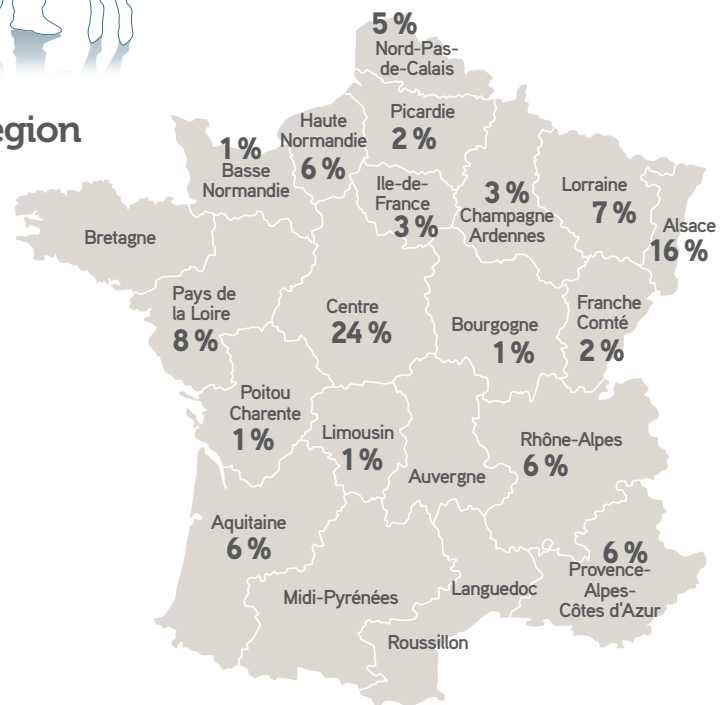 égion
5 %
Nord-Pas-
de-Calais
Picardie
2 %
Haute
Normandie
6 %
1 %
Basse
Normandie
Ile-de-
France
3 %
3 %
Champagne
Ardennes
Lorraine
7 %
Alsace
16 %
Bretagne
Pays de
la Loire
8 %
Centre
24 %
Bourgogne
1 %
Franche
Comté
2 %
Poitou
Charente
1 %
Limousin
1 %
Auvergne
Rhône-Alpes
6 %
Aquitaine
6 %
Midi-Pyrénées
Languedoc
Roussillon
6 %
Provence-
Alpes-
Côtes d'Azur